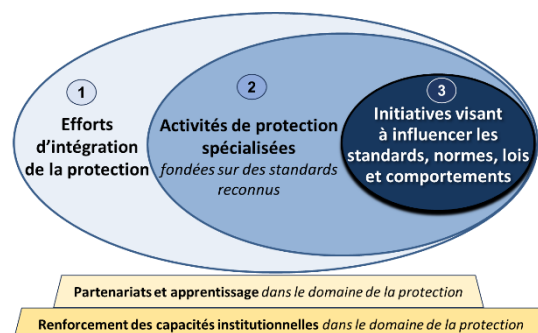 1
Efforts
d'intégration
de la protection
2
Activités de protection
spécialisées
fondées sur des standards
reconnus
3
Initiatives visant
à influencer les
standards, normes, lois
et comportements
Partenariats et apprentissage dans le domaine de la protection
Renforcement des capacités institutionnelles dans le domaine de la protection